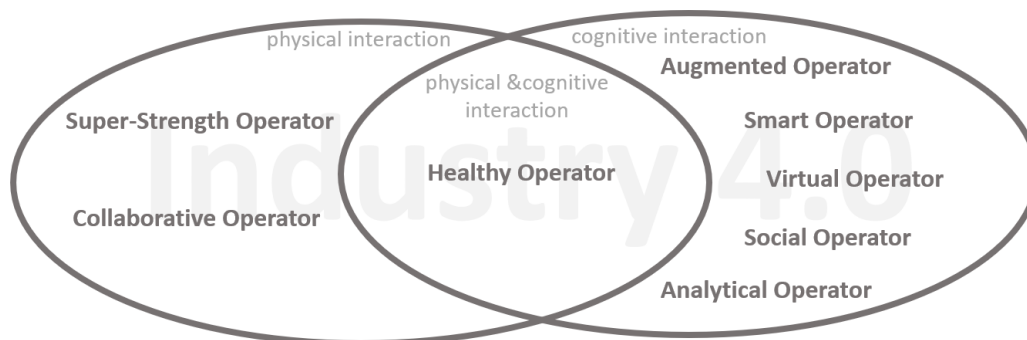 physical interaction
cognitive interaction
Augmented Operator
physical &cognitive
interaction
Super-Strength Operator
Smart Operator
Industry 4.0
Healthy Operator
Virtual Operator
Collaborative Operator
Social Operator
Analytical Operator